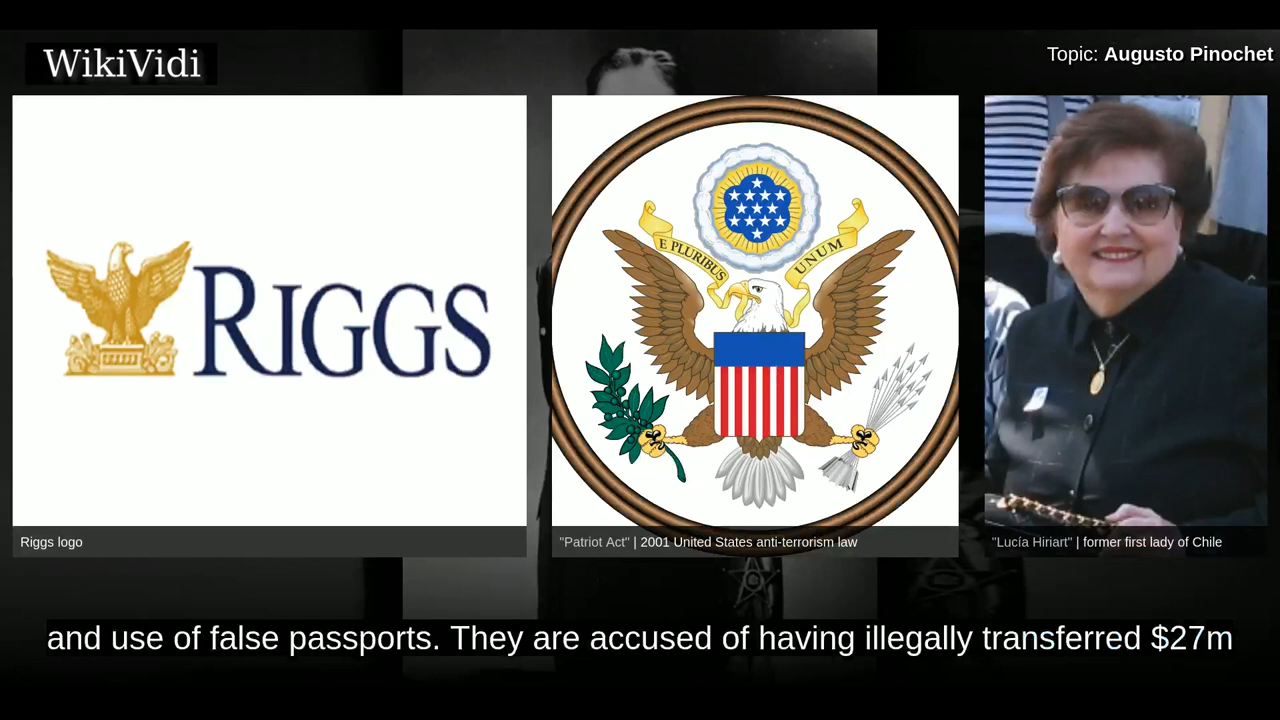 WikiVidi
Topic: Augusto Pinochet
RIGGS
E PLURIBUS UNUM
Riggs logo
"Patriot Act" | 2001 United States anti-terrorism law
"Lucía Hiriart" | former first lady of Chile
and use of false passports. They are accused of having illegally transferred $27m